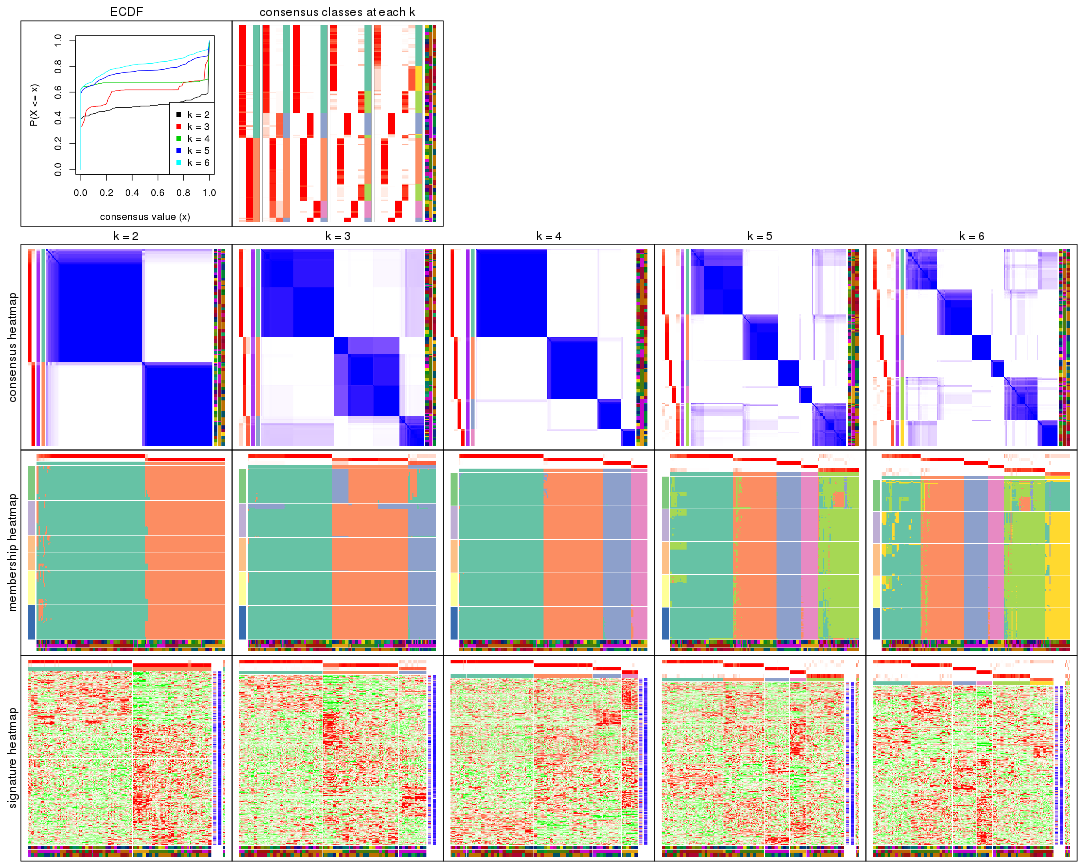 ECDF
consensus classes at each k
P(X <= x)
0.0 0.2 0.4 0.6 0.8 1.0
k = 2
k = 3
k = 4
k = 5
k = 6
0.0 0.2 0.4 0.6 0.8 1.0
consensus value (x)
k = 2
k = 3
k = 4
k = 5
k = 6
consensus heatmap
membership heatmap
signature heatmap